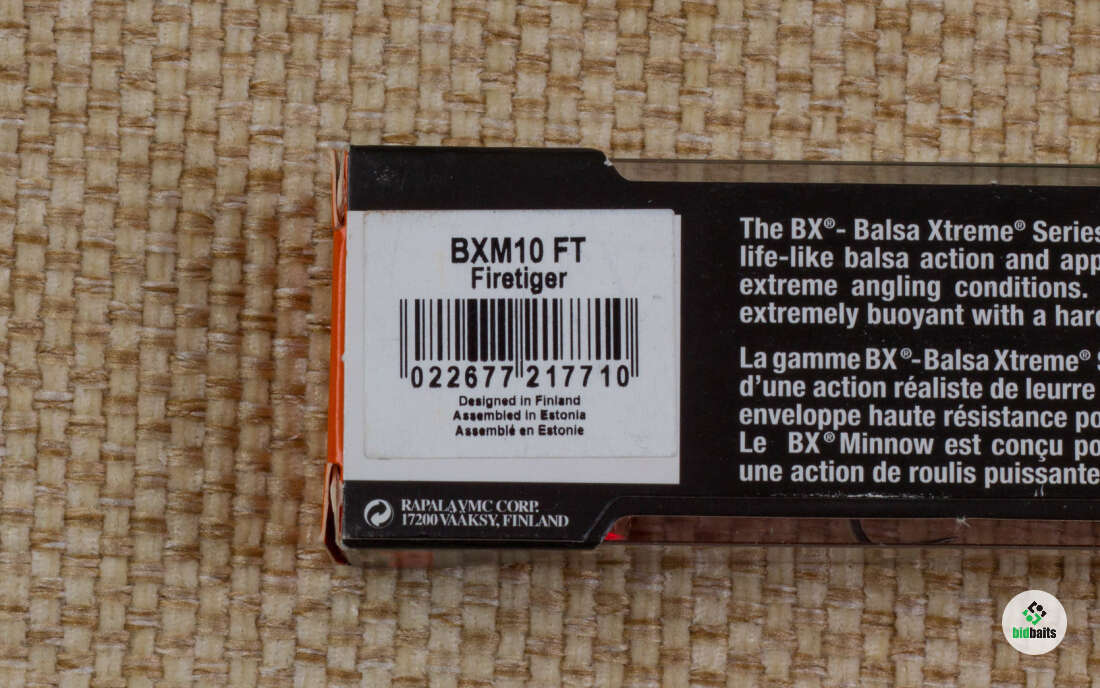 BXM10 FT
Firetiger
022677 217710
Designed in Finland
Assembled in Estonia
Assemblé en Estonie
RAPALA VMC CORP.
17200 VÄÄKSY, FINLAND
The BX®- Balsa Xtreme® Series
life-like balsa action and app
extreme angling conditions.
extremely buoyant with a hard
La gamme BX®-Balsa Xtreme® S
d'une action réaliste de leurre
enveloppe haute résistance po
Le BX® Minnow est conçu po
une action de roulis puissante
bidbaits